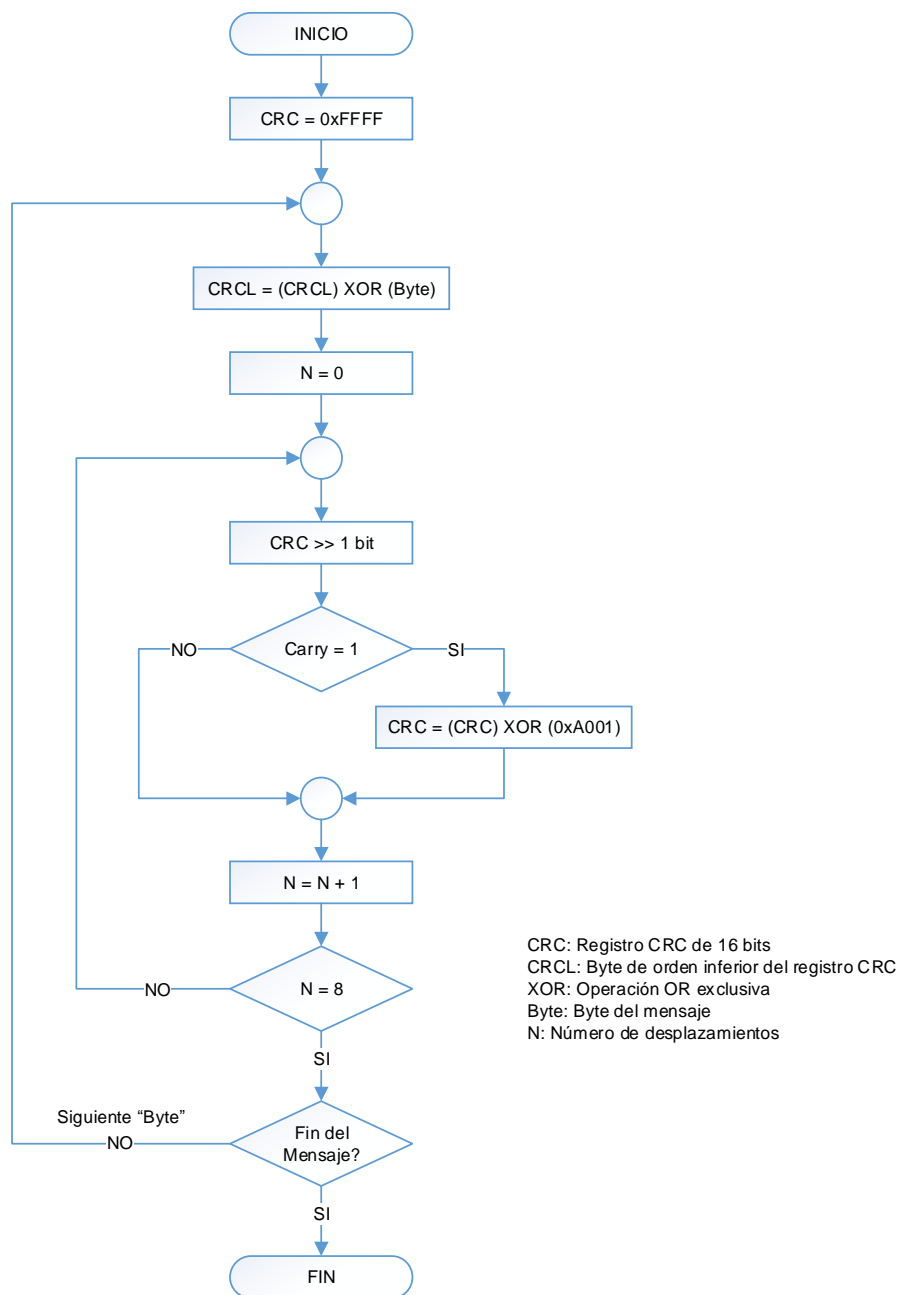 INICIO
CRC = 0xFFFF
CRCL = (CRCL) XOR (Byte)
N = 0
CRC >> 1 bit
Carry = 1
NO
SI
CRC = (CRC) XOR (0xA001)
N = N + 1
N = 8
NO
SI
CRC: Registro CRC de 16 bits
CRCL: Byte de orden inferior del registro CRC
XOR: Operación OR exclusiva
Byte: Byte del mensaje
N: Número de desplazamientos
Siguiente “Byte”
NO
Fin del
Mensaje?
SI
FIN